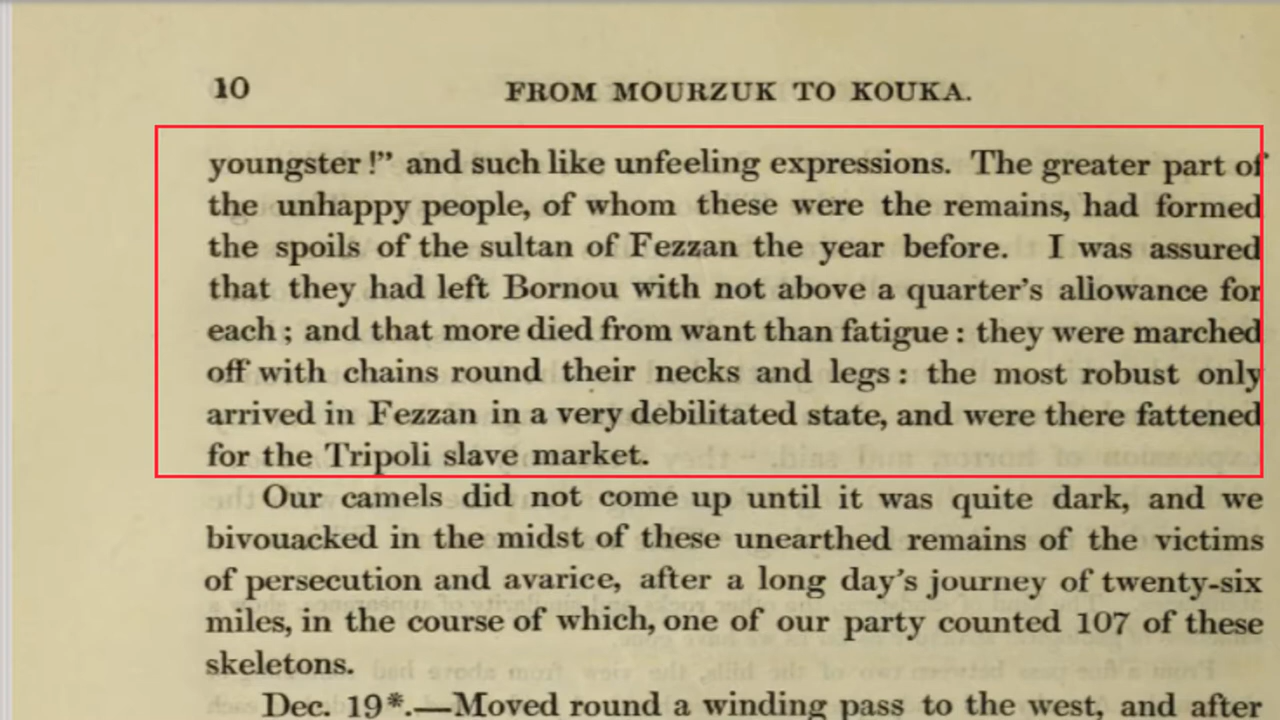 10
FROM MOURZUK TO KOUKA.
youngster!” and such like unfeeling expressions. The greater part of
the unhappy people, of whom these were the remains, had formed
the spoils of the sultan of Fezzan the year before. I was assured
that they had left Bornou with not above a quarter’s allowance for
each; and that more died from want than fatigue: they were marched
off with chains round their necks and legs: the most robust only
arrived in Fezzan in a very debilitated state, and were there fattened
for the Tripoli slave market.
Our camels did not come up until it was quite dark, and we
bivouacked in the midst of these unearthed remains of the victims
of persecution and avarice, after a long day’s journey of twenty-six
miles, in the course of which, one of our party counted 107 of these
skeletons.
Dec. 19*.—Moved round a winding pass to the west, and after